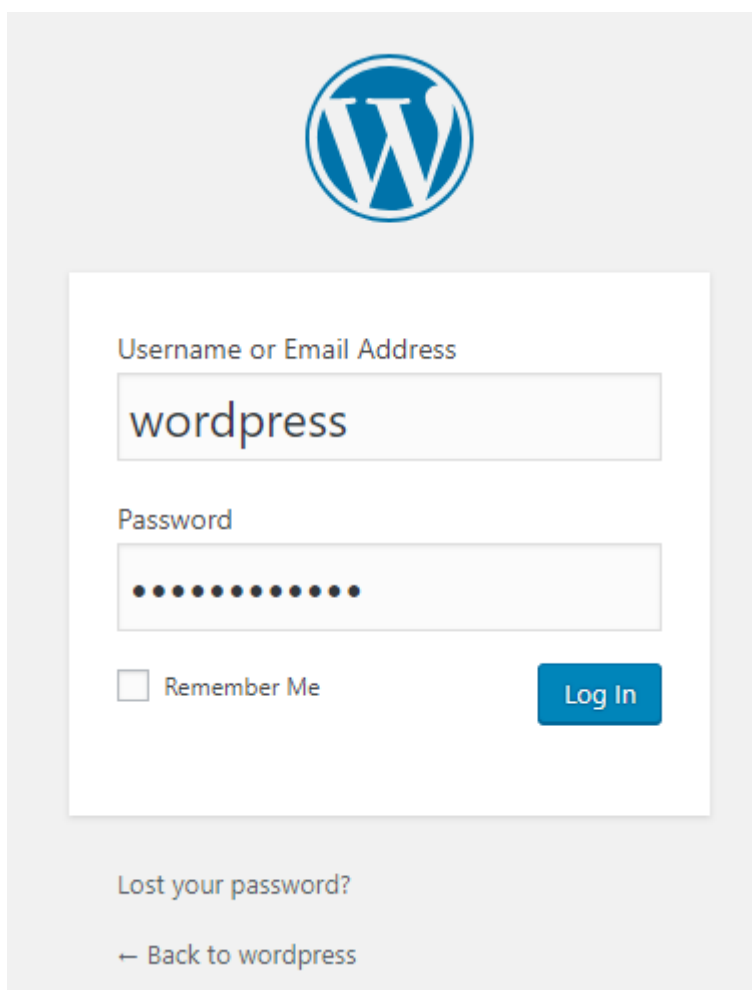 Username or Email Address
wordpress
Password
••••••••••••
Remember Me
Log In
Lost your password?
← Back to wordpress